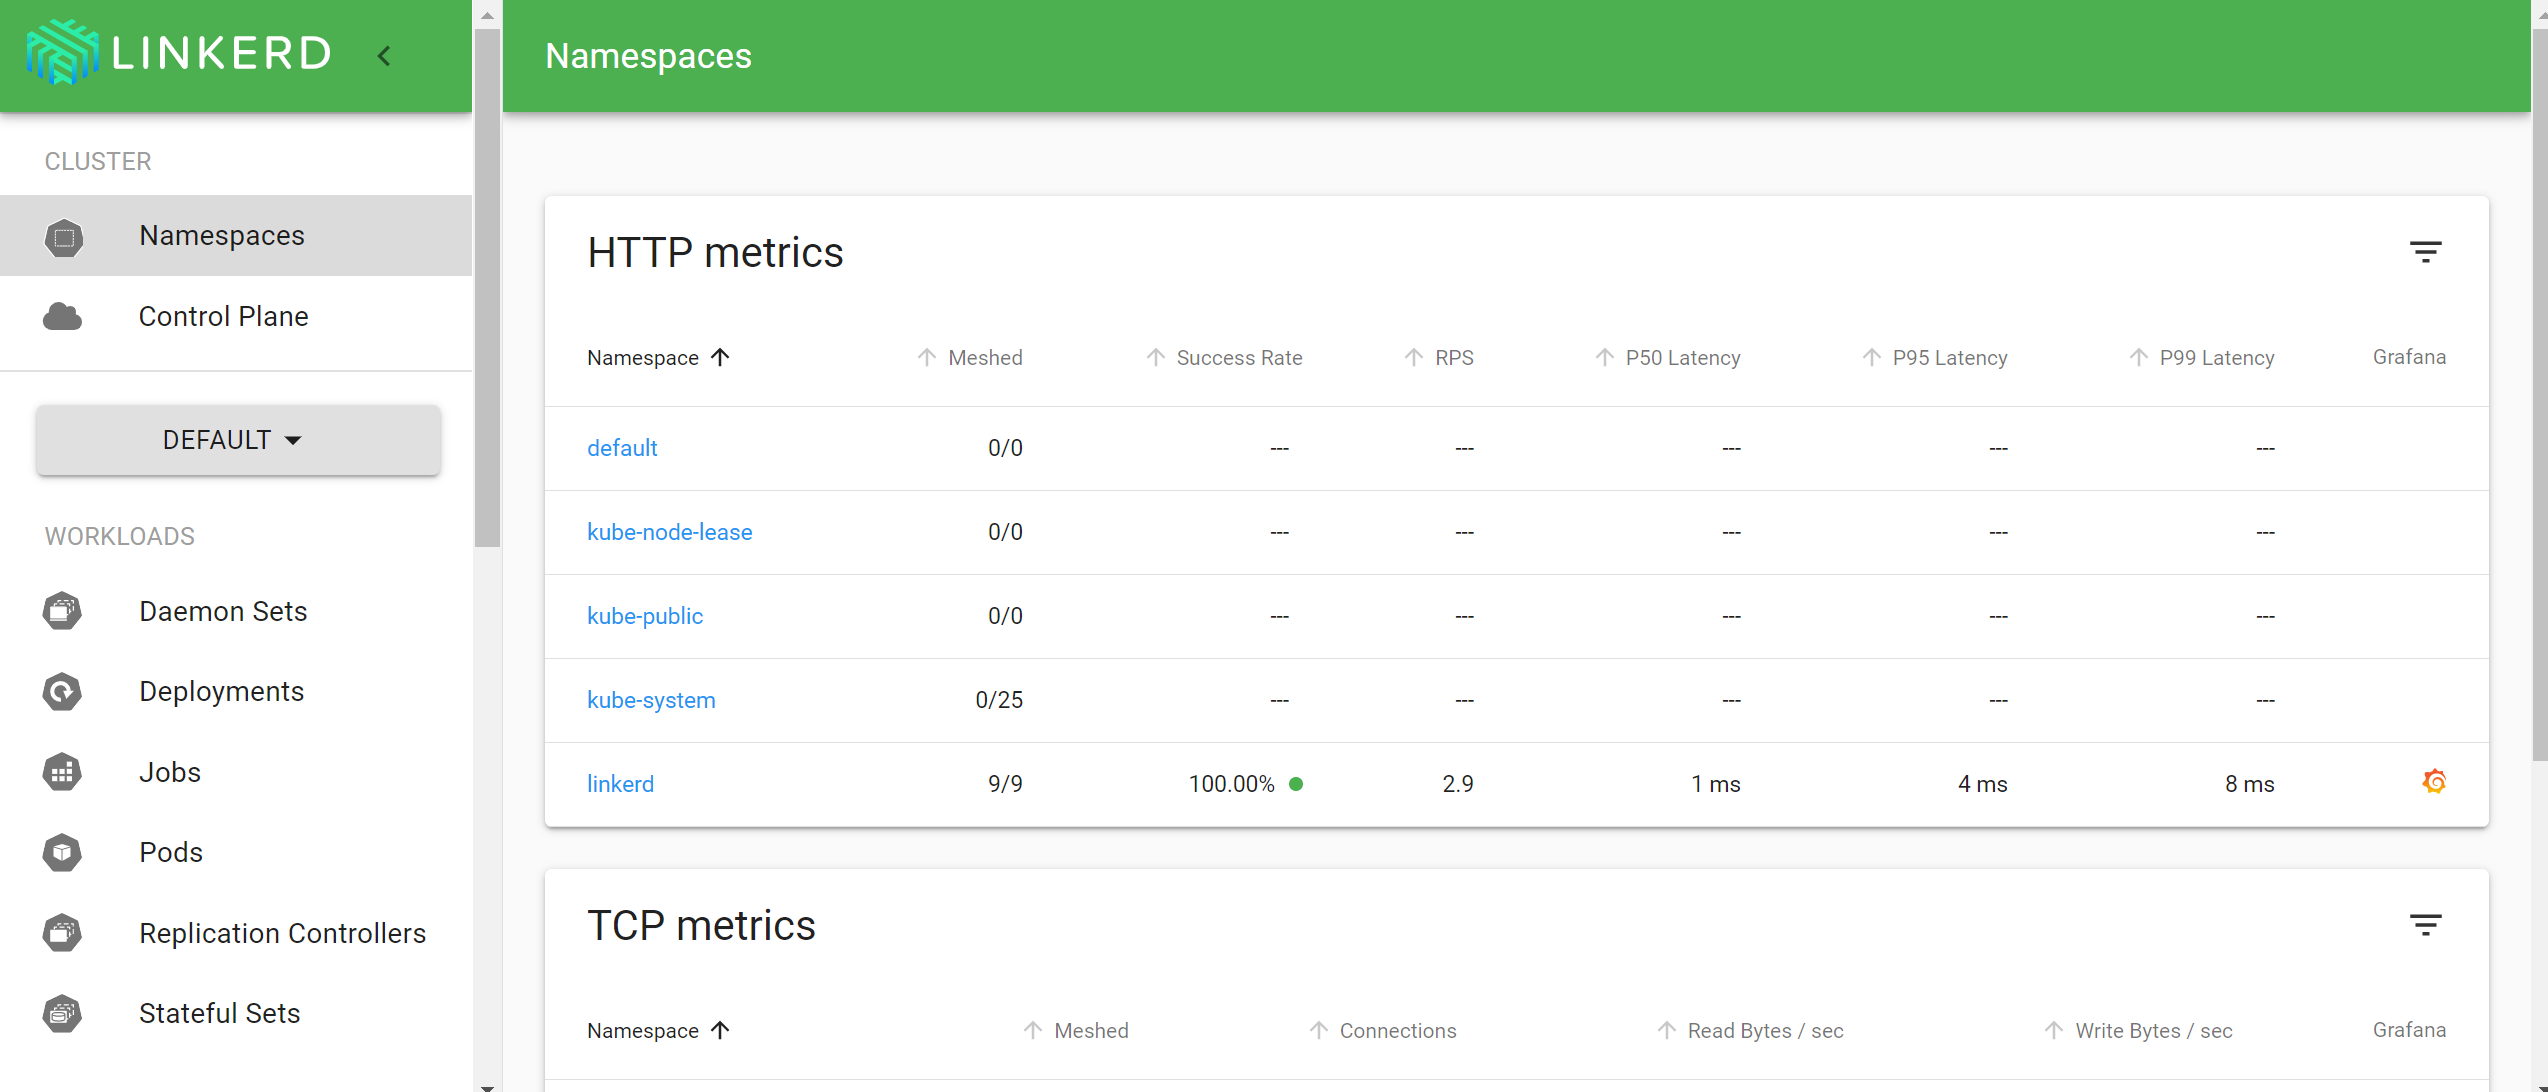 LINKERD
CLUSTER
Namespaces
Control Plane
DEFAULT
WORKLOADS
Daemon Sets
Deployments
Jobs
Pods
Replication Controllers
Stateful Sets
Namespaces
HTTP metrics
Namespace Meshed Success Rate RPS P50 Latency P95 Latency P99 Latency Grafana
default 0/0 --- --- --- --- ---
kube-node-lease 0/0 --- --- --- --- ---
kube-public 0/0 --- --- --- --- ---
kube-system 0/25 --- --- --- --- ---
linkerd 9/9 100.00% 2.9 1 ms 4 ms 8 ms
TCP metrics
Namespace Meshed Connections Read Bytes / sec Write Bytes / sec Grafana